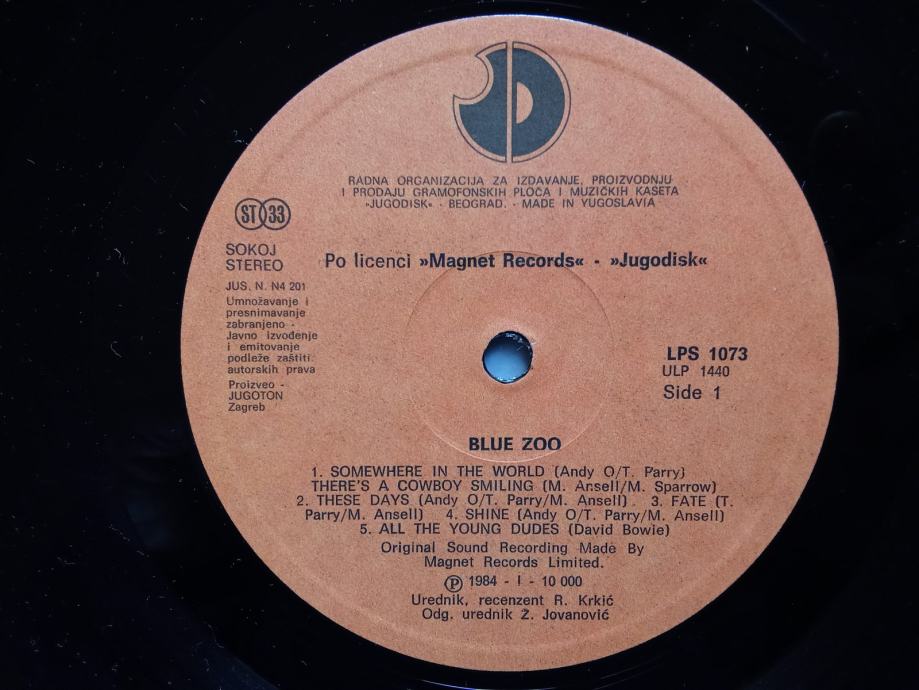 JD
RADNA ORGANIZACIJA ZA IZDAVANJE, PROIZVODNJU
I PRODAJU GRAMOFONSKIH PLOČA I MUZIČKIH KASETA
»JUGODISK« - BEOGRAD. - MADE IN YUGOSLAVIA
ST 33
SOKOJ
STEREO
Po licenci »Magnet Records« - »Jugodisk«
JUS. N. N4 201
Umnožavanje i
presnimavanje
zabranjeno -
Javno izvođenje
i emitovanje
podleže zaštiti
autorskih prava
Proizveo -
JUGOTON
Zagreb
LPS 1073
ULP 1440
Side 1
BLUE ZOO
1. SOMEWHERE IN THE WORLD (Andy O/T. Parry)
THERE'S A COWBOY SMILING (M. Ansell/M. Sparrow)
2. THESE DAYS (Andy O/T. Parry/M. Ansell) 3. FATE (T.
Parry/M. Ansell) 4. SHINE (Andy O/T. Parry/M. Ansell)
5. ALL THE YOUNG DUDES (David Bowie)
Original Sound Recording Made By
Magnet Records Limited.
Ⓟ 1984 - I - 10 000
Urednik, recenzent R. Krkić
Odg. urednik Ž. Jovanović